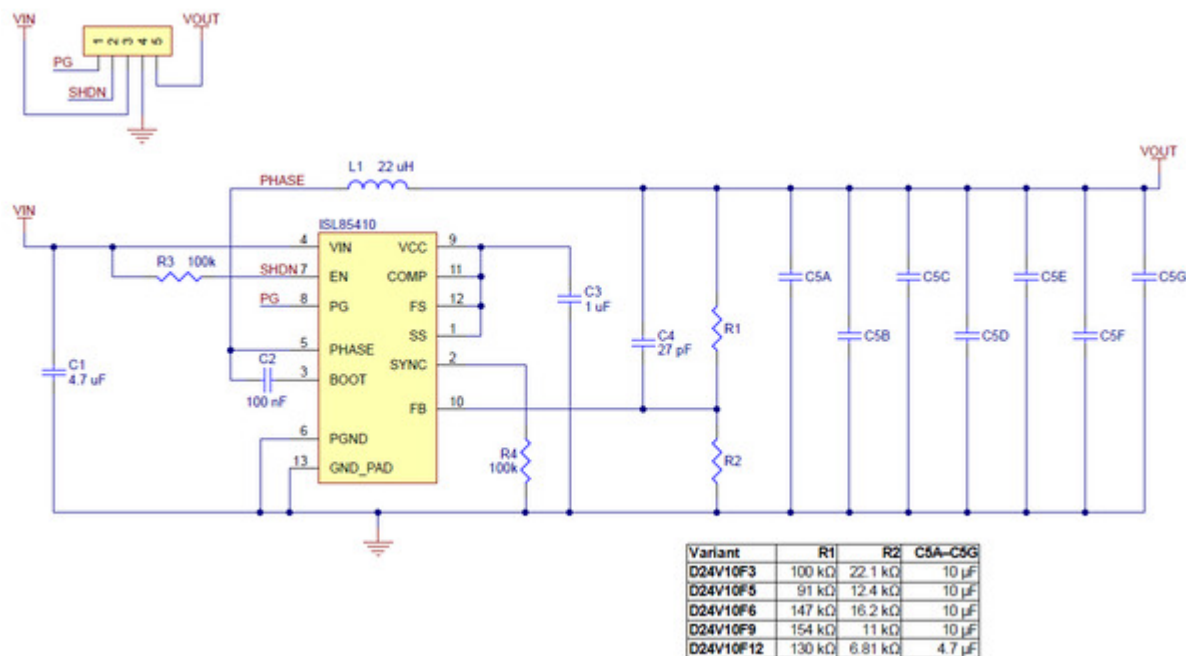 VIN
VOUT
1 2 3 4 5
PG
SHDN
L1 22 uH
PHASE
VOUT
VIN
ISL85410
4 VIN VCC 9
R3 100k
SHDN 7 EN COMP 11
PG 8 PG FS 12
SS 1
5 PHASE SYNC 2
C2
3 BOOT
100 nF
FB 10
6 PGND
13 GND_PAD
C1
4.7 uF
R4
100k
C3
1 uF
C4
27 pF
R1
R2
C5A
C5B
C5C
C5D
C5E
C5F
C5G
Variant R1 R2 C5A–C5G
D24V10F3 100 kΩ 22.1 kΩ 10 µF
D24V10F5 91 kΩ 12.4 kΩ 10 µF
D24V10F6 147 kΩ 16.2 kΩ 10 µF
D24V10F9 154 kΩ 11 kΩ 10 µF
D24V10F12 130 kΩ 6.81 kΩ 4.7 µF